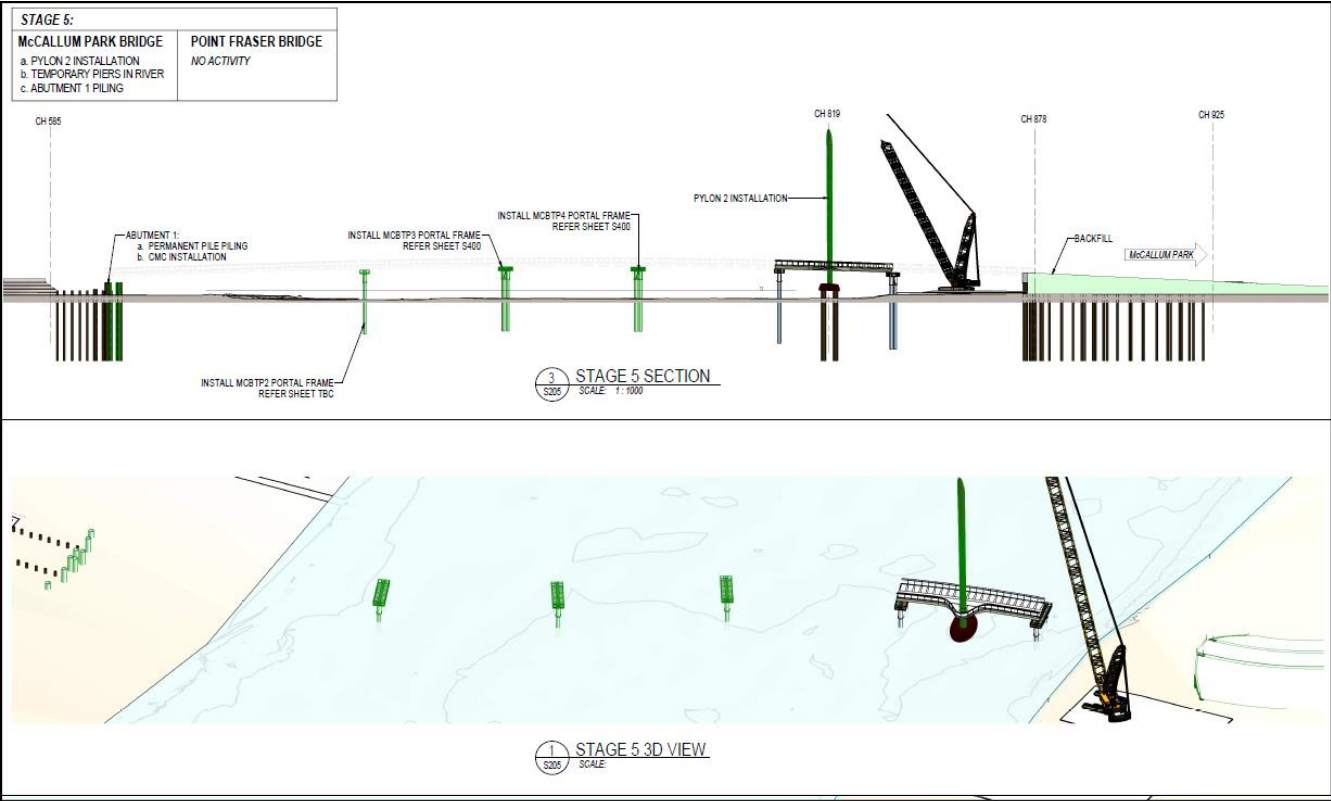 STAGE 5:
McCALLUM PARK BRIDGE
a. PYLON 2 INSTALLATION
b. TEMPORARY PIERS IN RIVER
c. ABUTMENT 1 PILING
POINT FRASER BRIDGE
NO ACTIVITY
CH 585
CH 819
CH 878
CH 925
PYLON 2 INSTALLATION
INSTALL MCBTP4 PORTAL FRAME
REFER SHEET S400
INSTALL MCBTP3 PORTAL FRAME
REFER SHEET S400
ABUTMENT 1:
a. PERMANENT PILE PILING
b. CMC INSTALLATION
BACKFILL
McCALLUM PARK
INSTALL MCBTP2 PORTAL FRAME
REFER SHEET TBC
3
S205
STAGE 5 SECTION
SCALE: 1 : 1000
1
S205
STAGE 5 3D VIEW
SCALE: